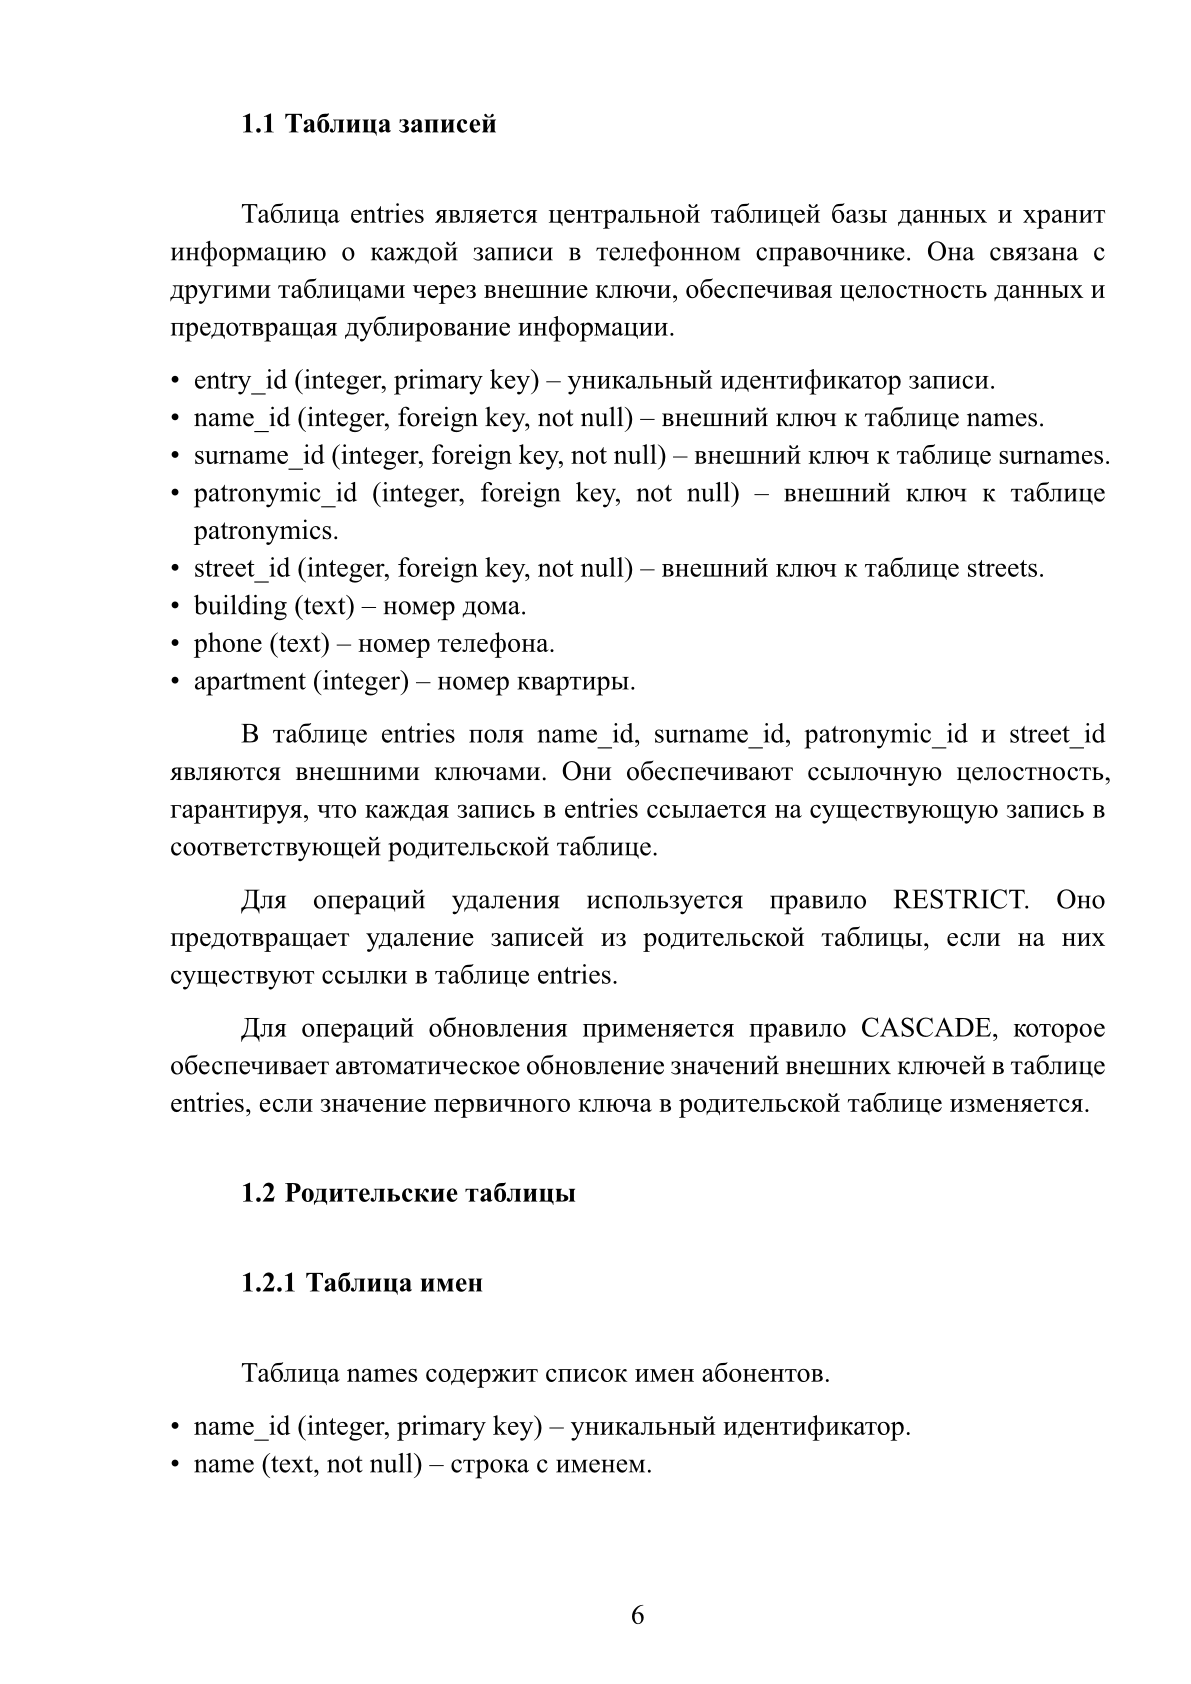 1.1 Таблица записей
Таблица entries является центральной таблицей базы данных и хранит
информацию о каждой записи в телефонном справочнике. Она связана с
другими таблицами через внешние ключи, обеспечивая целостность данных и
предотвращая дублирование информации.
• entry_id (integer, primary key) – уникальный идентификатор записи.
• name_id (integer, foreign key, not null) – внешний ключ к таблице names.
• surname_id (integer, foreign key, not null) – внешний ключ к таблице surnames.
• patronymic_id (integer, foreign key, not null) – внешний ключ к таблице
patronymics.
• street_id (integer, foreign key, not null) – внешний ключ к таблице streets.
• building (text) – номер дома.
• phone (text) – номер телефона.
• apartment (integer) – номер квартиры.
В таблице entries поля name_id, surname_id, patronymic_id и street_id
являются внешними ключами. Они обеспечивают ссылочную целостность,
гарантируя, что каждая запись в entries ссылается на существующую запись в
соответствующей родительской таблице.
Для операций удаления используется правило RESTRICT. Оно
предотвращает удаление записей из родительской таблицы, если на них
существуют ссылки в таблице entries.
Для операций обновления применяется правило CASCADE, которое
обеспечивает автоматическое обновление значений внешних ключей в таблице
entries, если значение первичного ключа в родительской таблице изменяется.
1.2 Родительские таблицы
1.2.1 Таблица имен
Таблица names содержит список имен абонентов.
• name_id (integer, primary key) – уникальный идентификатор.
• name (text, not null) – строка с именем.
6